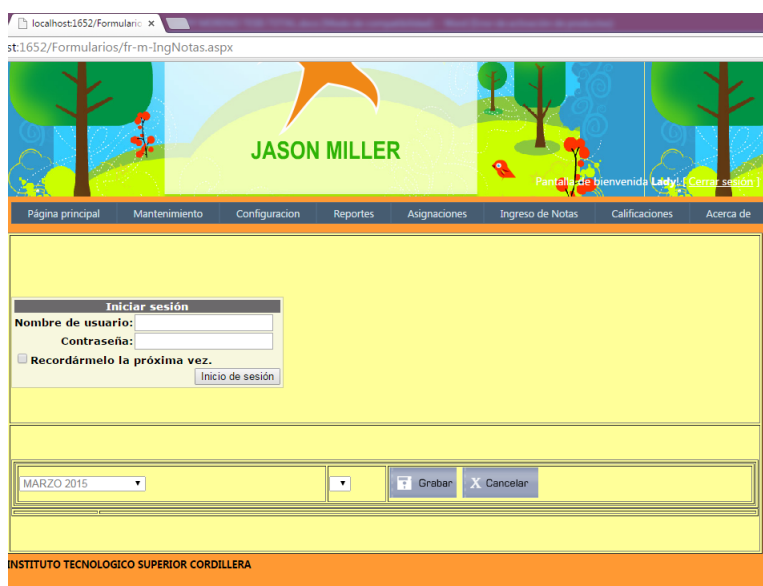 localhost:1652/Formulario
st:1652/Formularios/fr-m-IngNotas.aspx
JASON MILLER
Pantalla de bienvenida Lady! [ Cerrar sesión ]
Página principal Mantenimiento Configuracion Reportes Asignaciones Ingreso de Notas Calificaciones Acerca de
Iniciar sesión
Nombre de usuario:
Contraseña:
Recordármelo la próxima vez.
Inicio de sesión
MARZO 2015 Grabar X Cancelar
INSTITUTO TECNOLOGICO SUPERIOR CORDILLERA